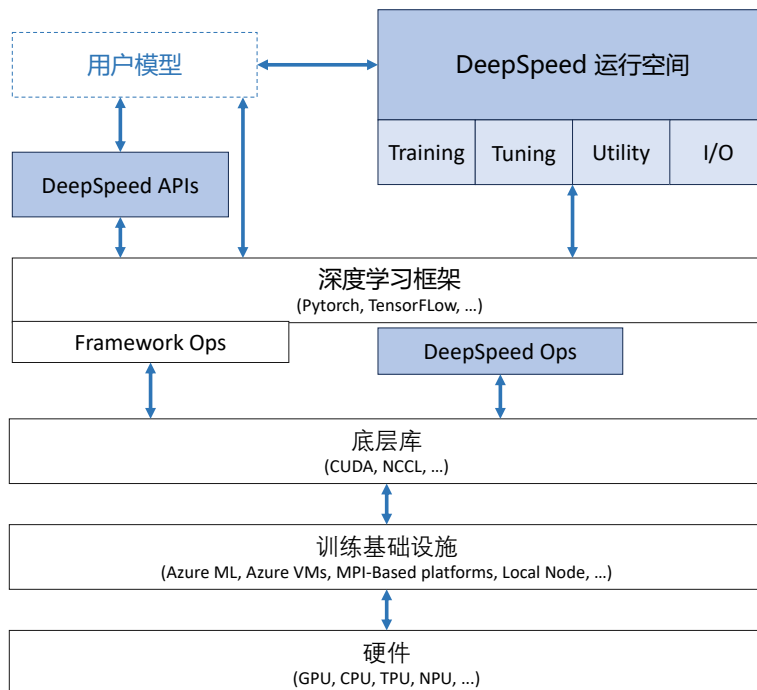 用户模型
DeepSpeed 运行空间
Training
Tuning
Utility
I/O
DeepSpeed APIs
深度学习框架
(Pytorch, TensorFLow, ...)
Framework Ops
DeepSpeed Ops
底层库
(CUDA, NCCL, ...)
训练基础设施
(Azure ML, Azure VMs, MPI-Based platforms, Local Node, ...)
硬件
(GPU, CPU, TPU, NPU, ...)